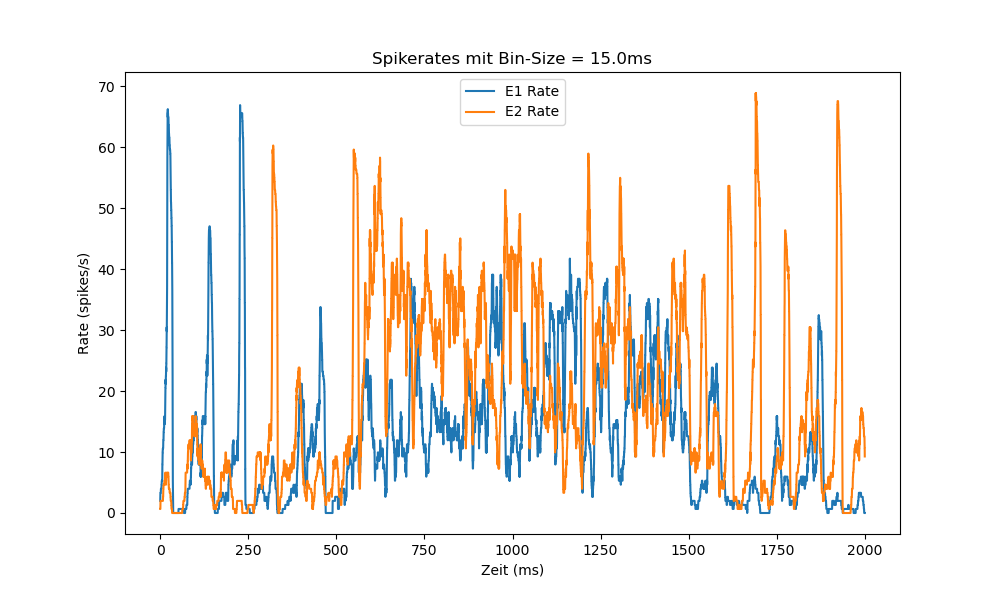 Spikerates mit Bin-Size = 15.0ms
E1 Rate
E2 Rate
Rate (spikes/s)
70
60
50
40
30
20
10
0
0 250 500 750 1000 1250 1500 1750 2000
Zeit (ms)